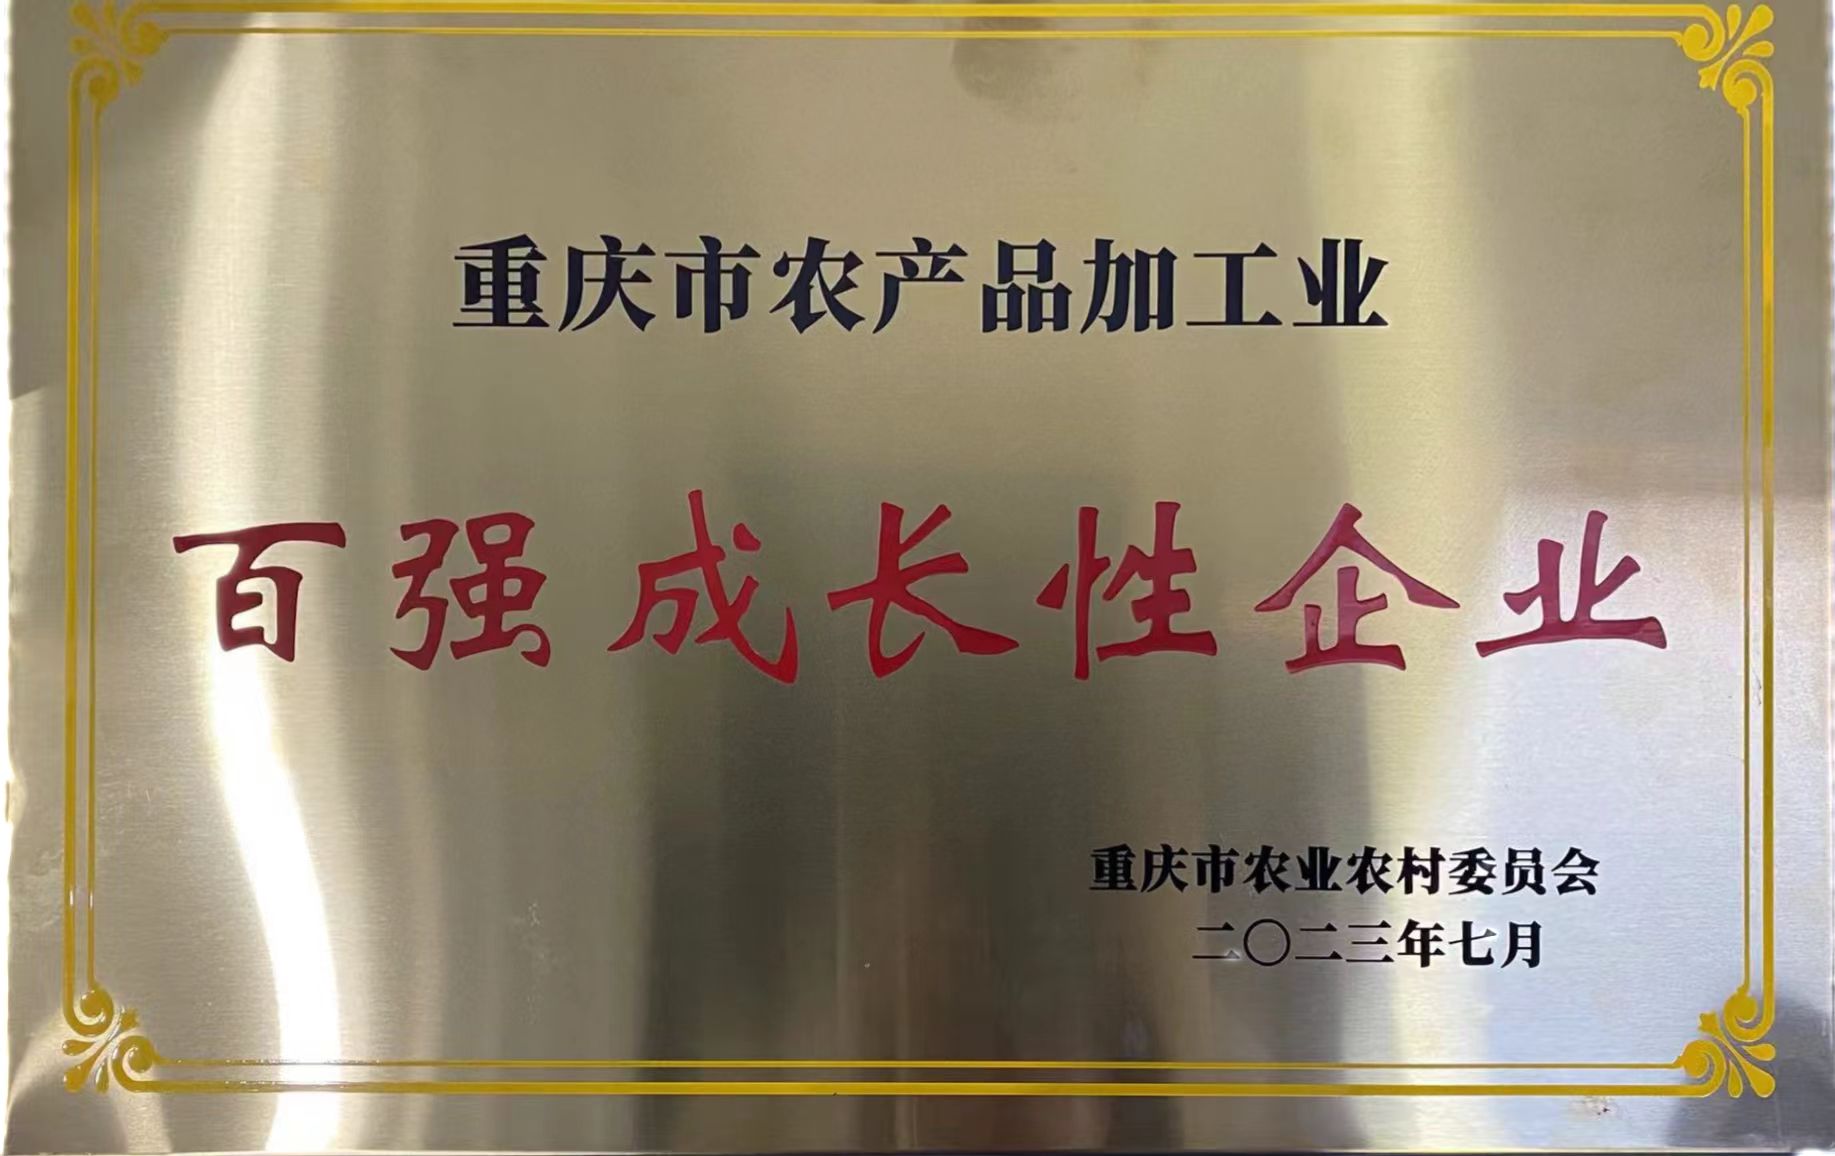 重庆市农产品加工业
百强成长性企业
重庆市农业农村委员会
二〇二三年七月